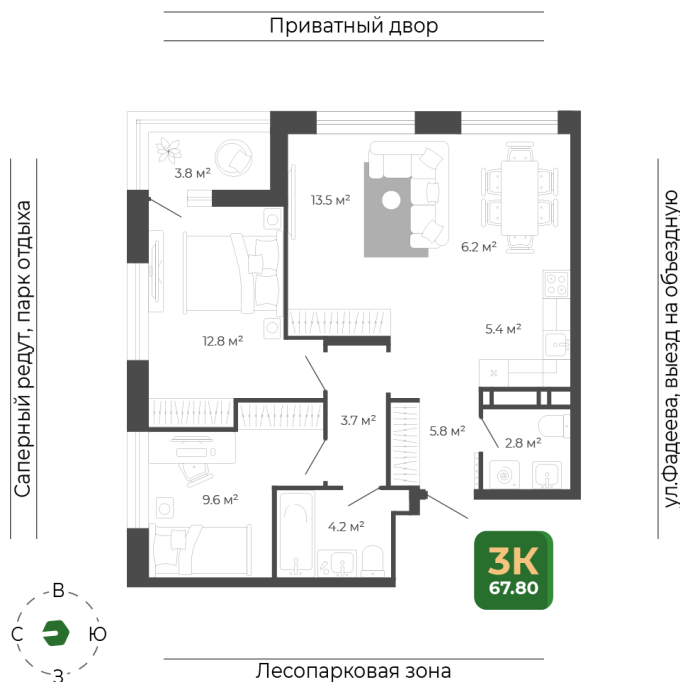 Приватный двор
Саперный редут, парк отдыха
ул.Фадеева, выезд на объездную
3.8 м²
13.5 м²
6.2 м²
12.8 м²
5.4 м²
3.7 м²
5.8 м²
2.8 м²
9.6 м²
4.2 м²
3К
67.80
В
С
Ю
З
Лесопарковая зона